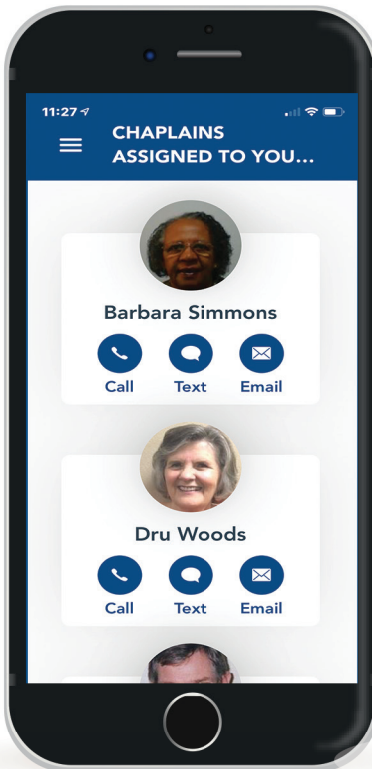 11:27
CHAPLAINS
ASSIGNED TO YOU...
Barbara Simmons
Call Text Email
Dru Woods
Call Text Email